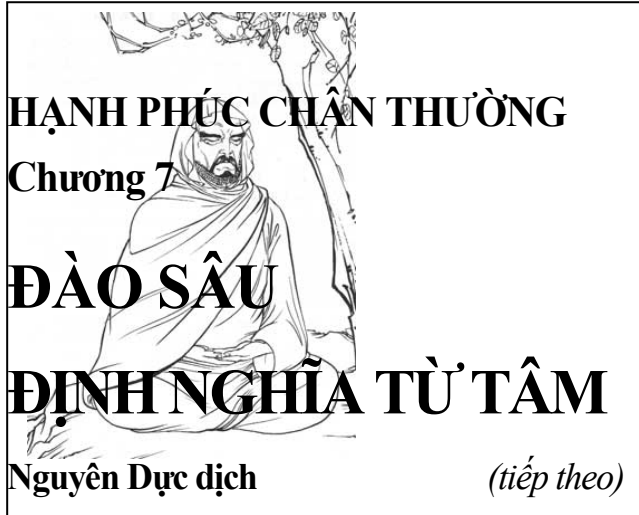 HẠNH PHÚC CHÂN THƯỜNG
Chương 7
ĐÀO SÂU
ĐỊNH NGHĨA TỪ TÂM
Nguyên Dực dịch (tiếp theo)